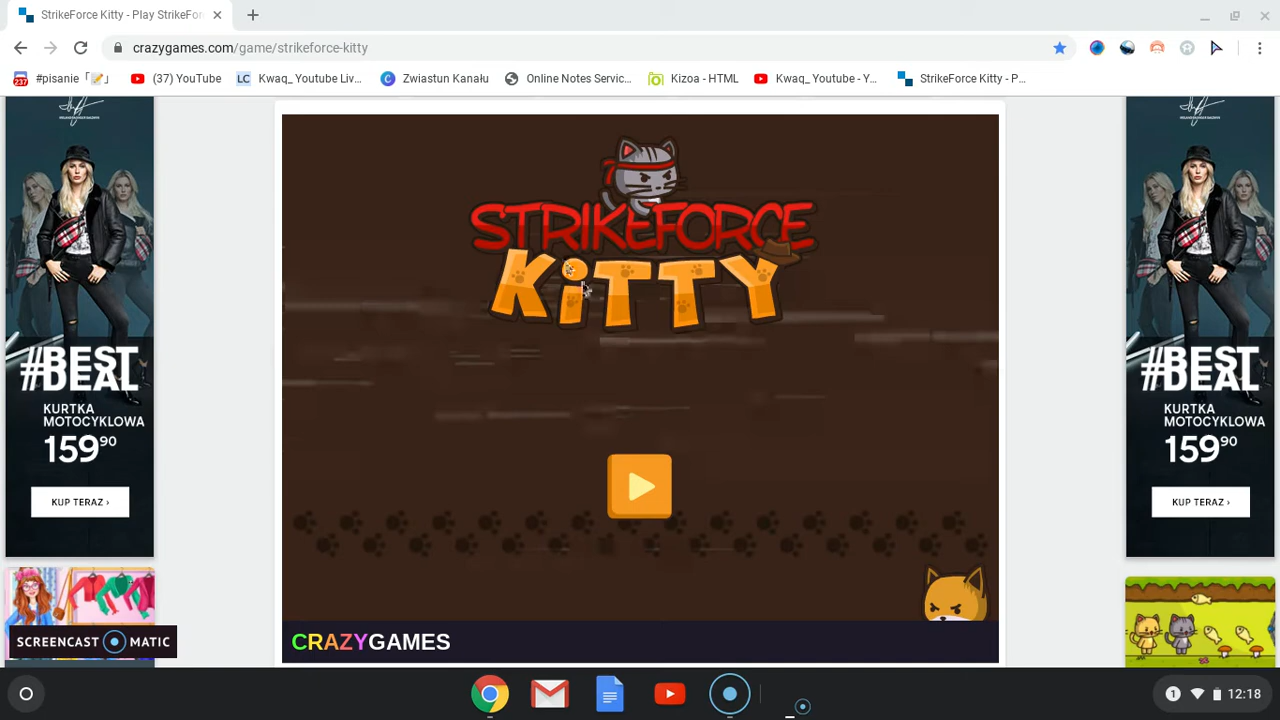 StrikeForce Kitty - Play StrikeFor
crazygames.com/game/strikeforce-kitty
237 #pisanie「📝」...
(37) YouTube
LC Kwaq_ Youtube Liv...
C Zwiastun Kanału
Online Notes Servic...
Kizoa - HTML
Kwaq_ Youtube - Y...
StrikeForce Kitty - P...
STRIKEFORCE
KiTTY
#BEST
DEAL
KURTKA
MOTOCYKLOWA
159⁹⁰
KUP TERAZ ›
#BEST
DEAL
KURTKA
MOTOCYKLOWA
159⁹⁰
KUP TERAZ ›
CRAZYGAMES
SCREENCAST MATIC
1 12:18